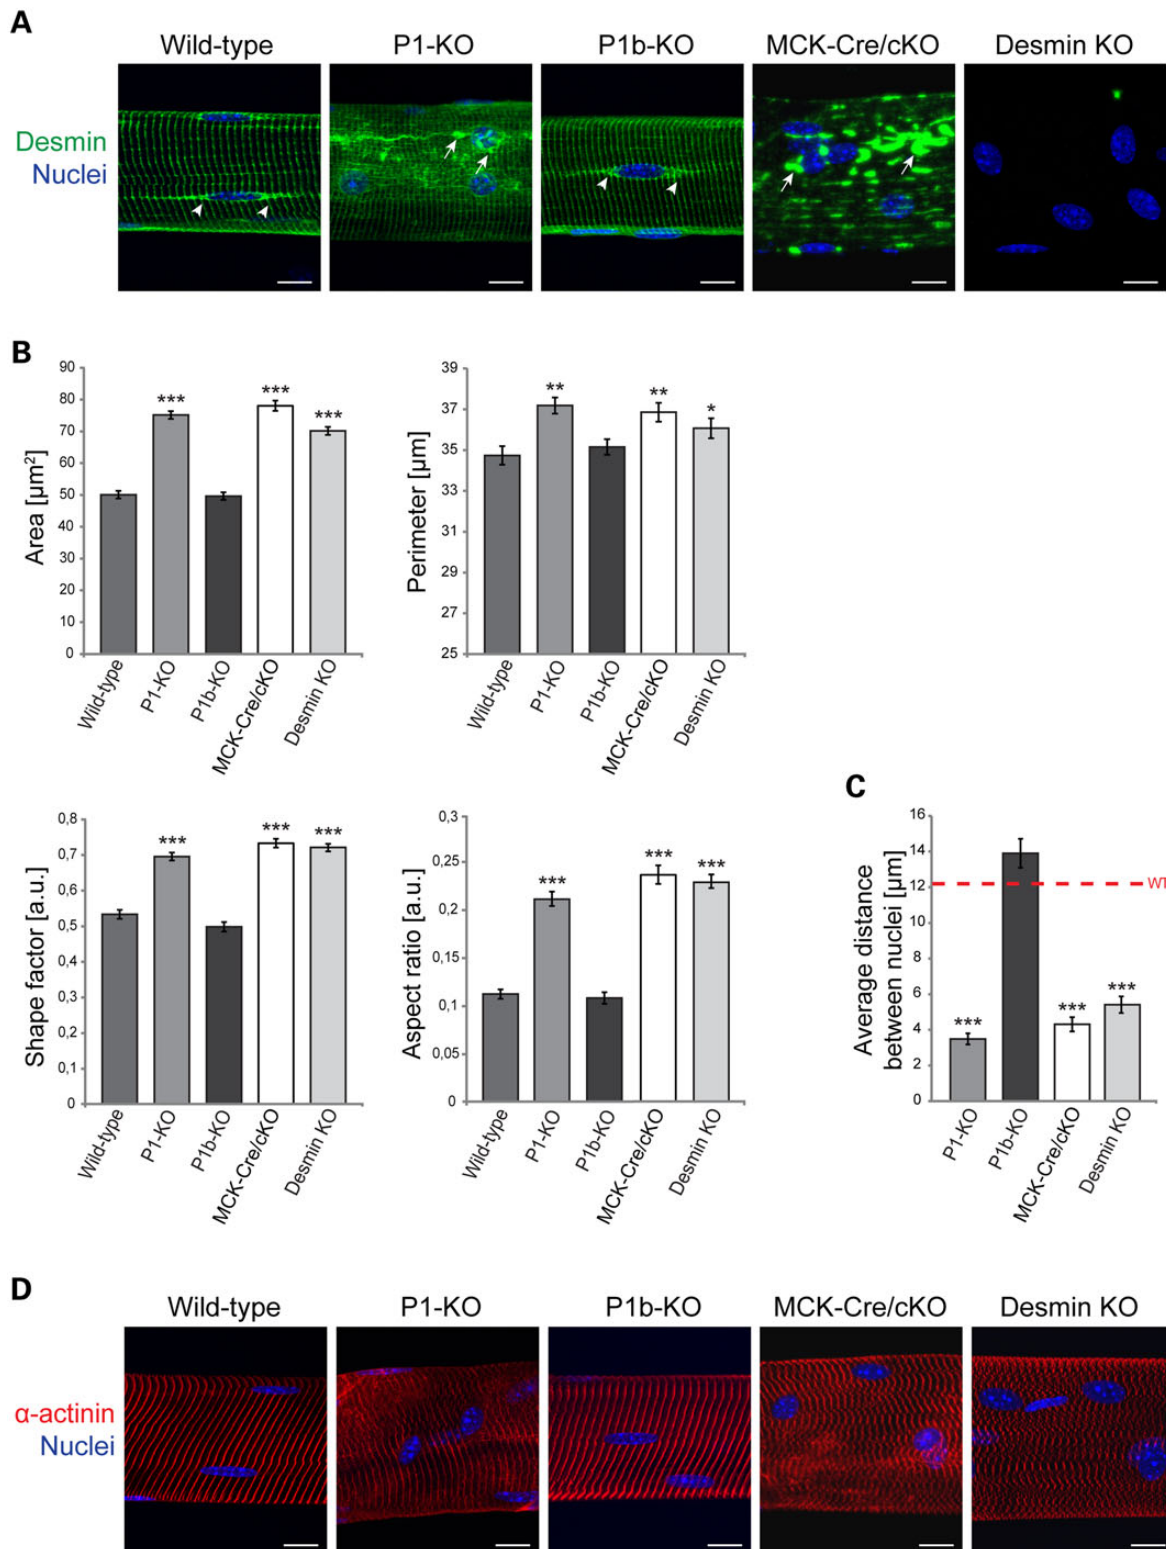 A
Wild-type P1-KO P1b-KO MCK-Cre/cKO Desmin KO
Desmin
Nuclei
B
Area [µm²]
90
80
70
60
50
40
30
20
10
0
*** *** ***
Wild-type P1-KO P1b-KO MCK-Cre/cKO Desmin KO
Perimeter [µm]
39
37
35
33
31
29
27
25
** ** *
Wild-type P1-KO P1b-KO MCK-Cre/cKO Desmin KO
Shape factor [a.u.]
0,8
0,7
0,6
0,5
0,4
0,3
0,2
0,1
0
*** *** ***
Wild-type P1-KO P1b-KO MCK-Cre/cKO Desmin KO
Aspect ratio [a.u.]
0,3
0,25
0,2
0,15
0,1
0,05
0
*** *** ***
Wild-type P1-KO P1b-KO MCK-Cre/cKO Desmin KO
C
Average distance
between nuclei [µm]
16
14
12
10
8
6
4
2
0
WT
*** *** ***
P1-KO P1b-KO MCK-Cre/cKO Desmin KO
D
Wild-type P1-KO P1b-KO MCK-Cre/cKO Desmin KO
α-actinin
Nuclei